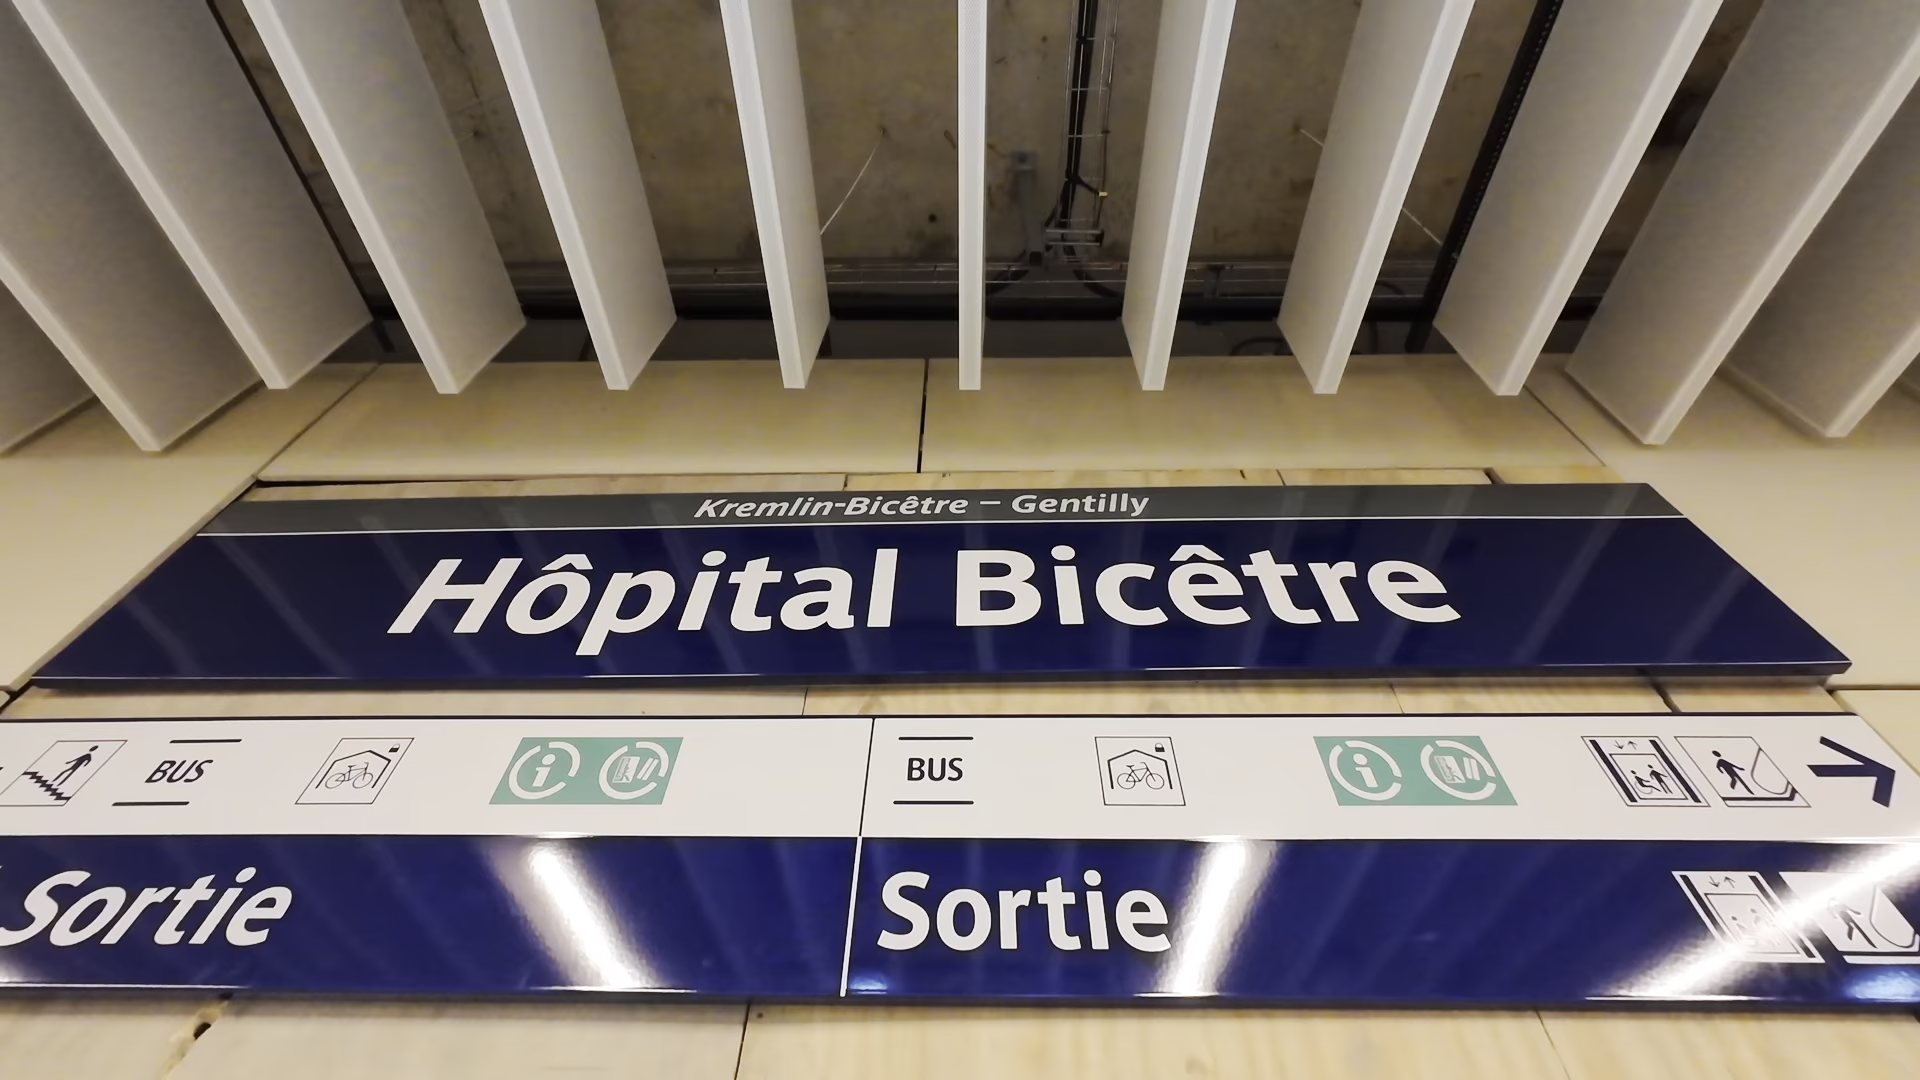 Kremlin-Bicêtre – Gentilly
Hôpital Bicêtre
BUS
BUS
Sortie
Sortie